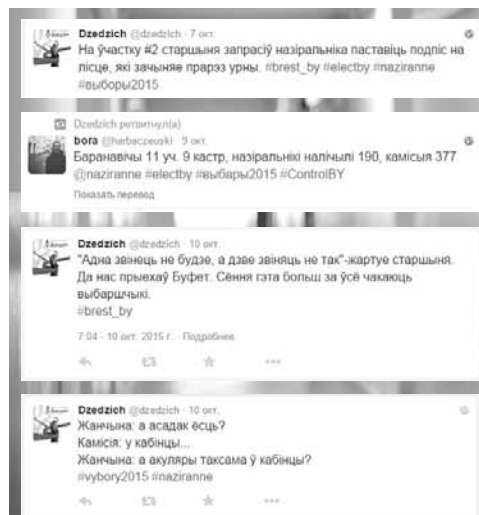 Dzedzich @dzedzich · 7 окт.
На ўчастку #2 старшыня запрасіў назіральніка паставіць подпіс на
лісце, які зачыняе прарэз урны. #brest_by #electby #naziranne
#выборы2015
Dzedzich ретвитнул(а)
bora @harbaczeuski · 9 окт.
Баранавічы 11 уч. 9 кастр, назіральнікі налічылі 190, камісыя 377
@naziranne #electby #выбары2015 #ControlBY
Показать перевод
Dzedzich @dzedzich · 10 окт.
"Адна звінець не будзе, а дзве звіняць не так"-жартуе старшыня.
Да нас прыехаў Буфет. Сёння гэта больш за ўсё чакаюць
выбаршчыкі.
#brest_by
7:04 - 10 окт. 2015 г. · Подробнее
Dzedzich @dzedzich · 10 окт.
Жанчына: а асадак ёсць?
Камісія: у кабінцы...
Жанчына: а акуляры таксама ў кабінцы?
#vybory2015 #naziranne